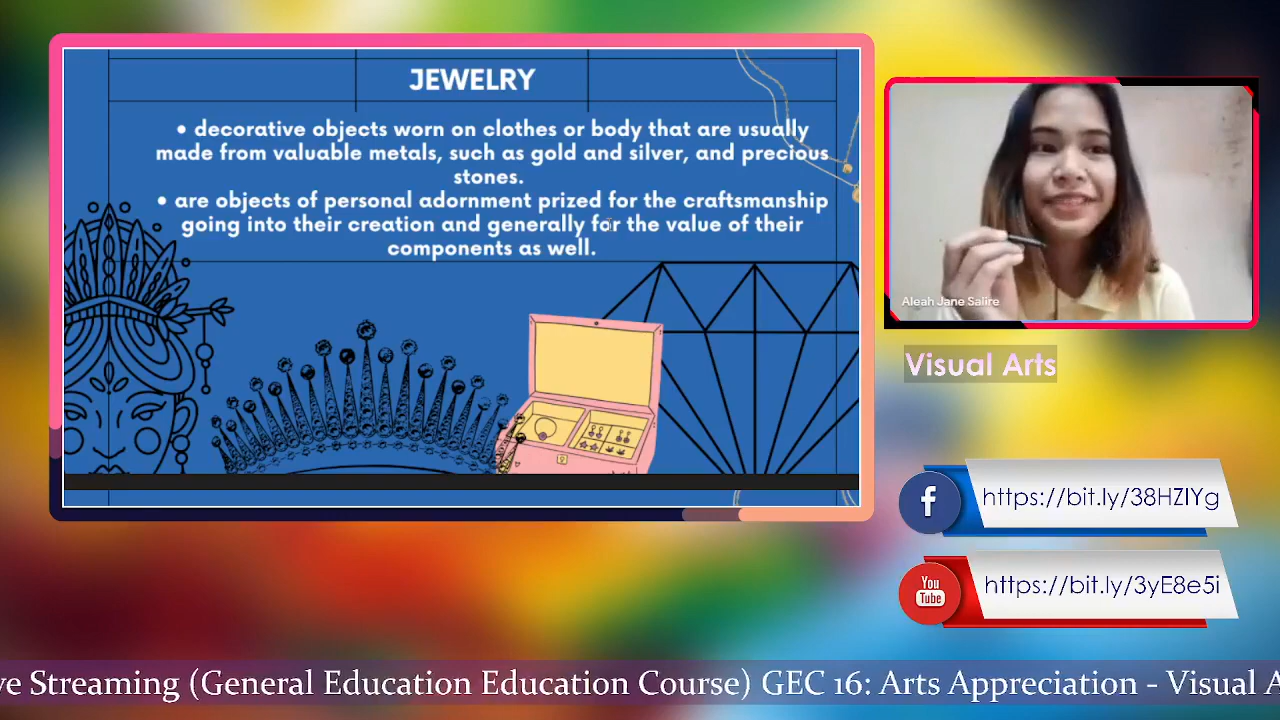 JEWELRY
• decorative objects worn on clothes or body that are usually
made from valuable metals, such as gold and silver, and precious
stones.
• are objects of personal adornment prized for the craftsmanship
going into their creation and generally for the value of their
components as well.
Aleah Jane Salire
Visual Arts
f https://bit.ly/38HZIYg
You
Tube
https://bit.ly/3yE8e5i
ve Streaming (General Education Education Course) GEC 16: Arts Appreciation - Visual A